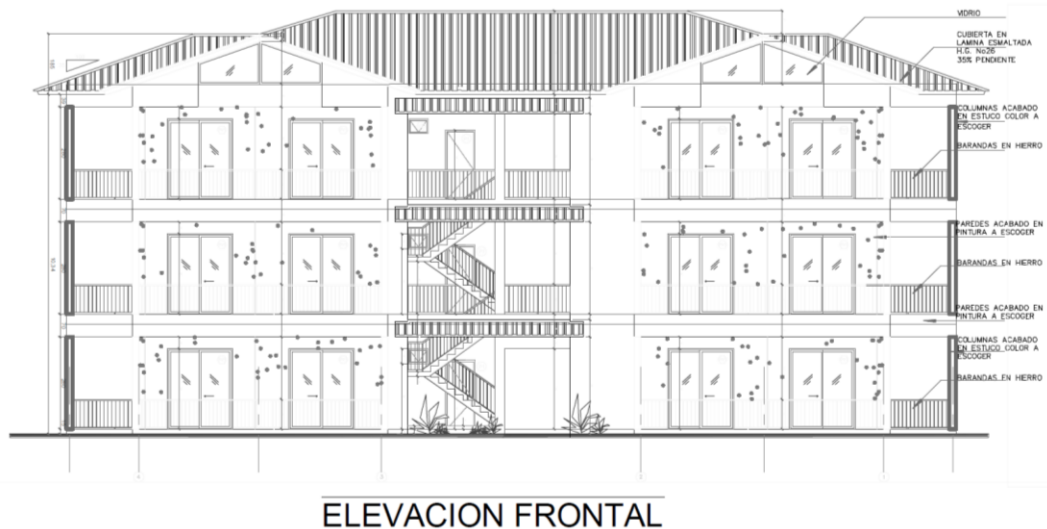 VIDRIO
CUBIERTA EN
LAMINA ESMALTADA
H.G. No26
35% PENDIENTE
COLUMNAS ACABADO
EN ESTUCO COLOR A
ESCOGER
BARANDAS EN HIERRO
PAREDES ACABADO EN
PINTURA A ESCOGER
BARANDAS EN HIERRO
PAREDES ACABADO EN
PINTURA A ESCOGER
COLUMNAS ACABADO
EN ESTUCO COLOR A
ESCOGER
BARANDAS EN HIERRO
ELEVACION FRONTAL